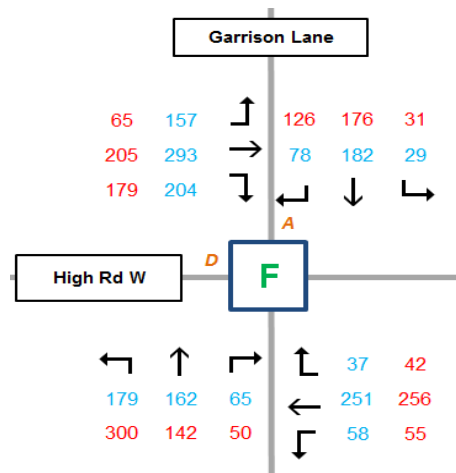 Garrison Lane
65 157 126 176 31
205 293 78 182 29
179 204
A
D
High Rd W
F
37 42
179 162 65 251 256
300 142 50 58 55